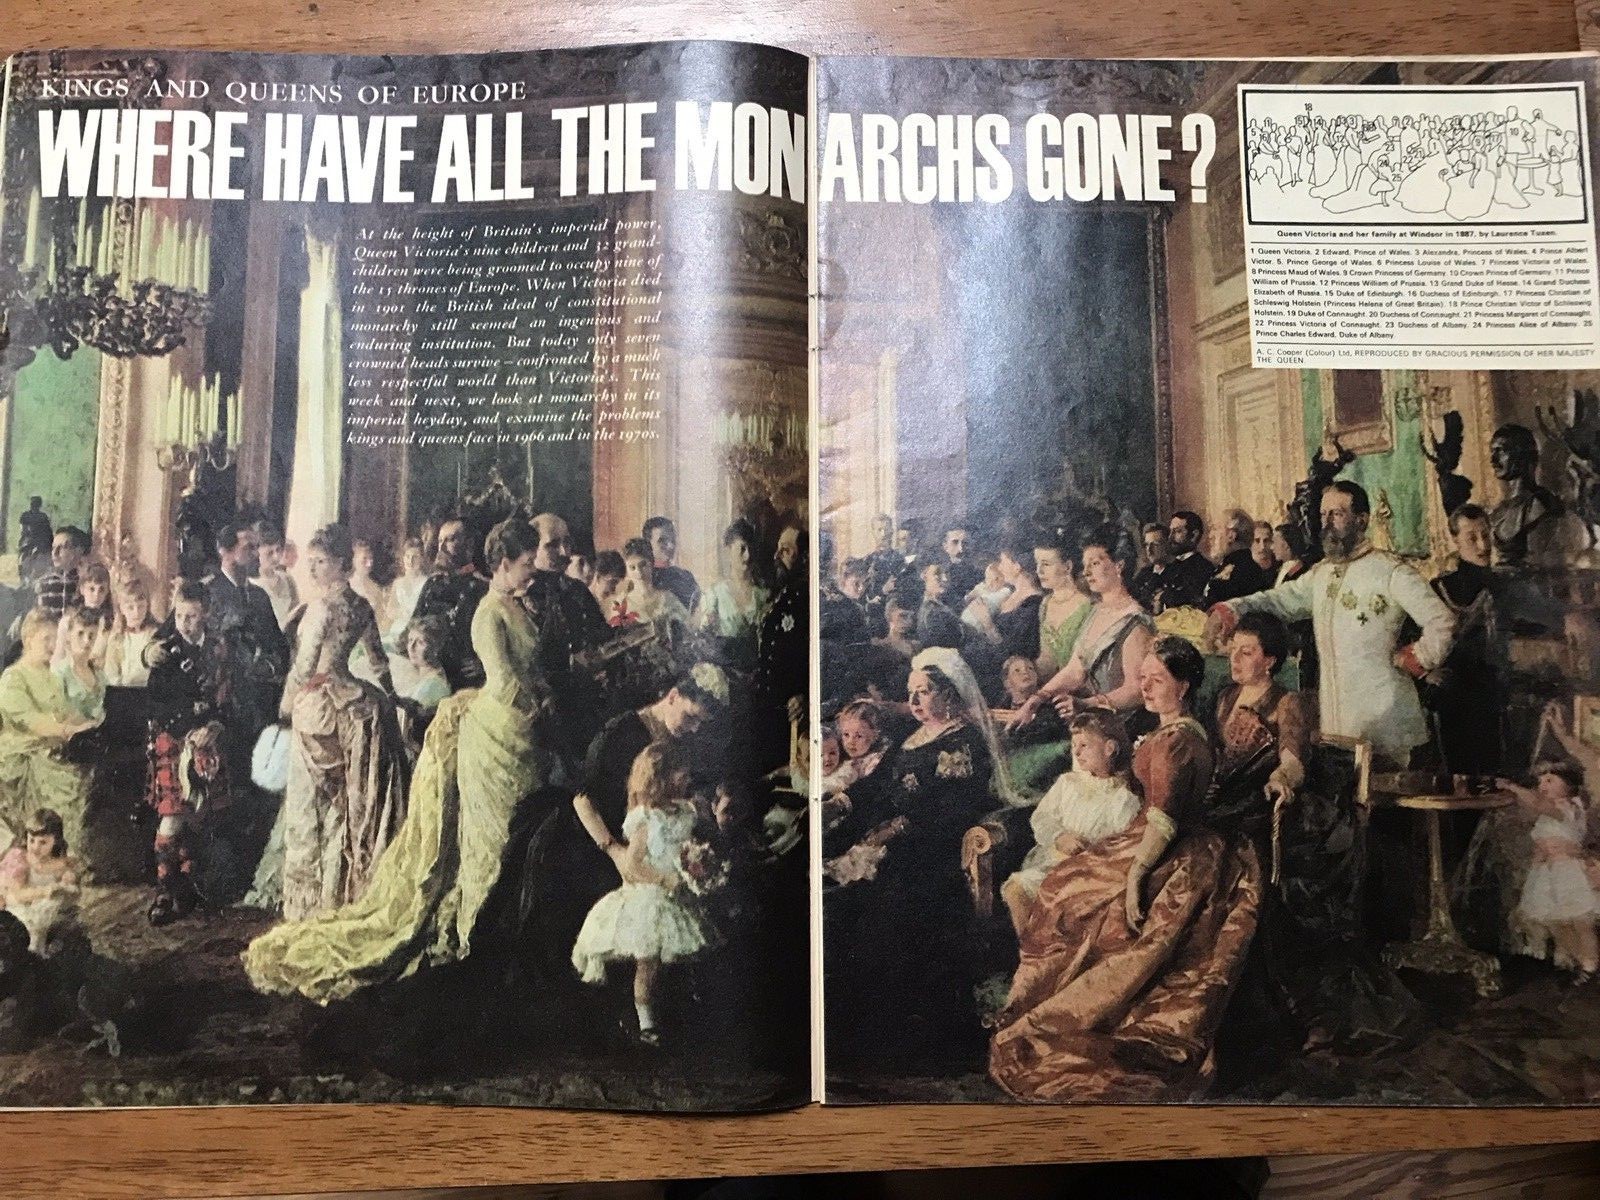 KINGS AND QUEENS OF EUROPE
WHERE HAVE ALL THE MONARCHS GONE?
At the height of Britain's imperial power,
Queen Victoria's nine children and 32 grand-
children were being groomed to occupy nine of
the 15 thrones of Europe. When Victoria died
in 1901 the British ideal of constitutional
monarchy still seemed an ingenious and
enduring institution. But today only seven
crowned heads survive – confronted by a much
less respectful world than Victoria's. This
week and next, we look at monarchy in its
imperial heyday, and examine the problems
kings and queens face in 1966 and in the 1970s.
18
10
24
25
Queen Victoria and her family at Windsor in 1887, by Laurence Tuxen.
1 Queen Victoria. 2 Edward, Prince of Wales. 3 Alexandra, Princess of Wales. 4 Prince Albert
Victor. 5. Prince George of Wales. 6 Princess Louise of Wales. 7 Princess Victoria of Wales.
8 Princess Maud of Wales. 9 Crown Princess of Germany. 10 Crown Prince of Germany. 11 Prince
William of Prussia. 12 Princess William of Prussia. 13 Grand Duke of Hesse. 14 Grand Duchess
Elizabeth of Russia. 15 Duke of Edinburgh. 16 Duchess of Edinburgh. 17 Princess Christian of
Schleswig Holstein (Princess Helena of Great Britain). 18 Prince Christian Victor of Schleswig
Holstein. 19 Duke of Connaught. 20 Duchess of Connaught. 21 Princess Margaret of Connaught.
22 Princess Victoria of Connaught. 23 Duchess of Albany. 24 Princess Alice of Albany. 25
Prince Charles Edward, Duke of Albany
A. C. Cooper (Colour) Ltd, REPRODUCED BY GRACIOUS PERMISSION OF HER MAJESTY
THE QUEEN